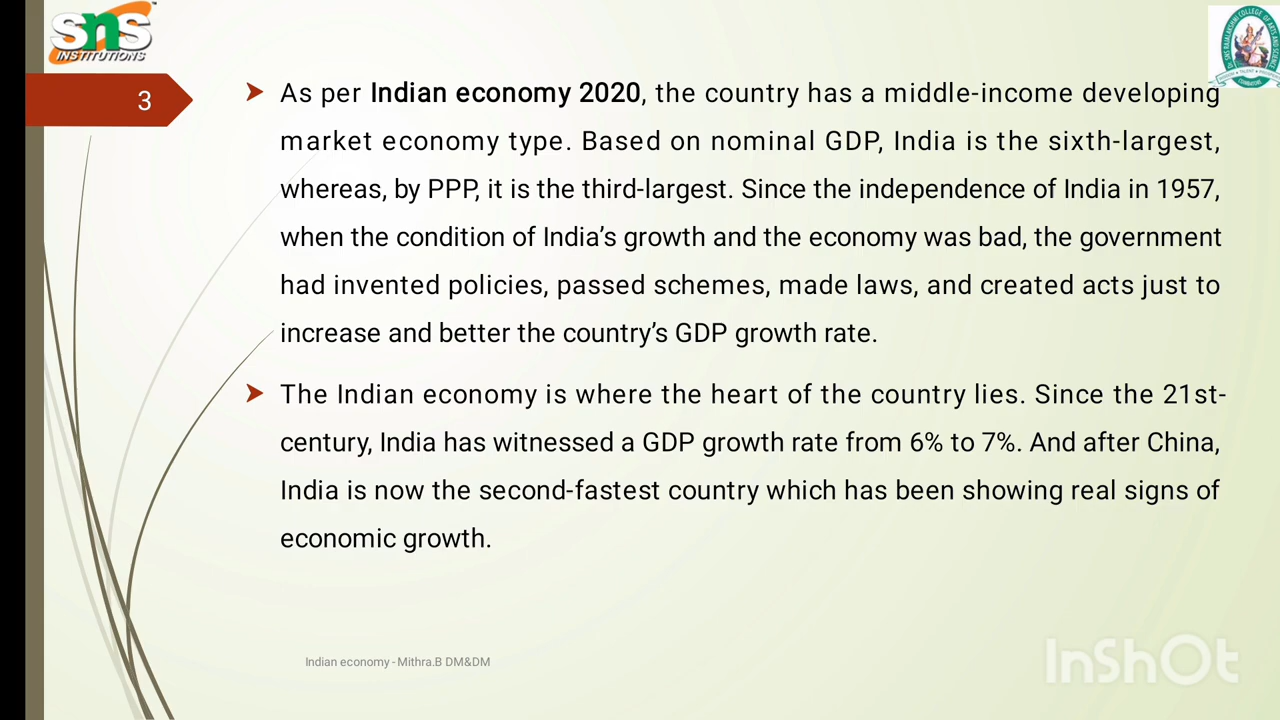 SNS
INSTITUTIONS
3
As per Indian economy 2020, the country has a middle-income developing
market economy type. Based on nominal GDP, India is the sixth-largest,
whereas, by PPP, it is the third-largest. Since the independence of India in 1957,
when the condition of India's growth and the economy was bad, the government
had invented policies, passed schemes, made laws, and created acts just to
increase and better the country's GDP growth rate.
The Indian economy is where the heart of the country lies. Since the 21st-
century, India has witnessed a GDP growth rate from 6% to 7%. And after China,
India is now the second-fastest country which has been showing real signs of
economic growth.
Indian economy - Mithra.B DM&DM
InShOt